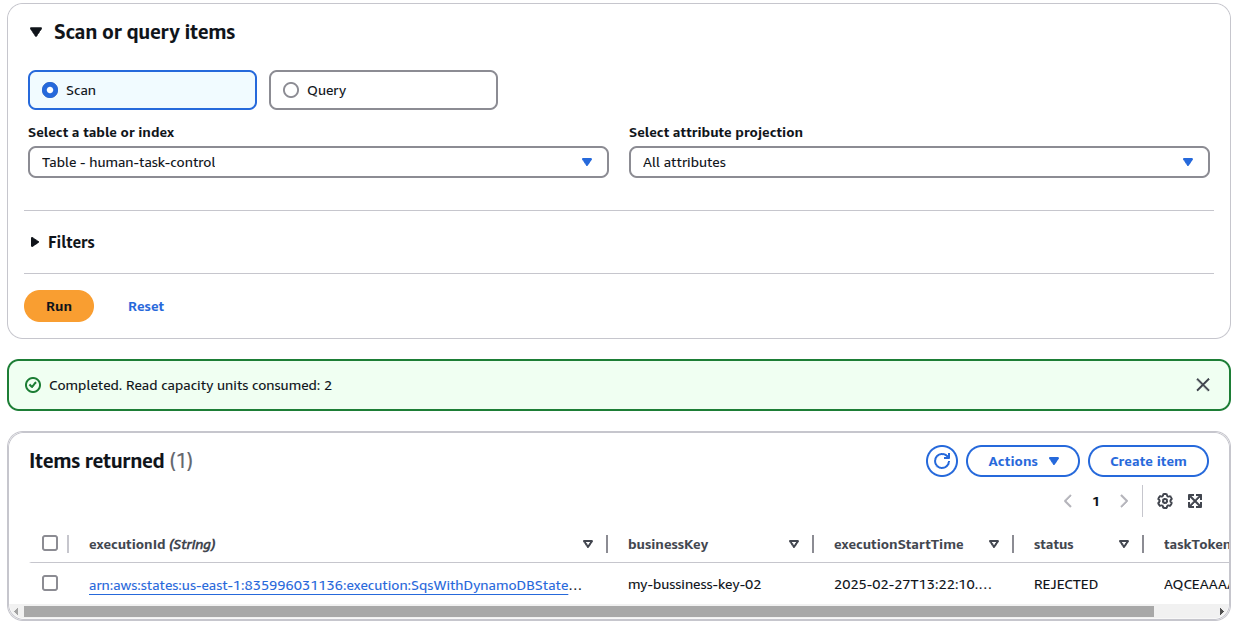 Scan or query items
Scan
Query
Select a table or index
Select attribute projection
Table - human-task-control
All attributes
Filters
Run
Reset
Completed. Read capacity units consumed: 2
Items returned (1)
Actions
Create item
1
executionId (String)
businessKey
executionStartTime
status
taskToken
arn:aws:states:us-east-1:835996031136:execution:SqsWithDynamoDBState...
my-bussiness-key-02
2025-02-27T13:22:10....
REJECTED
AQCEAAA